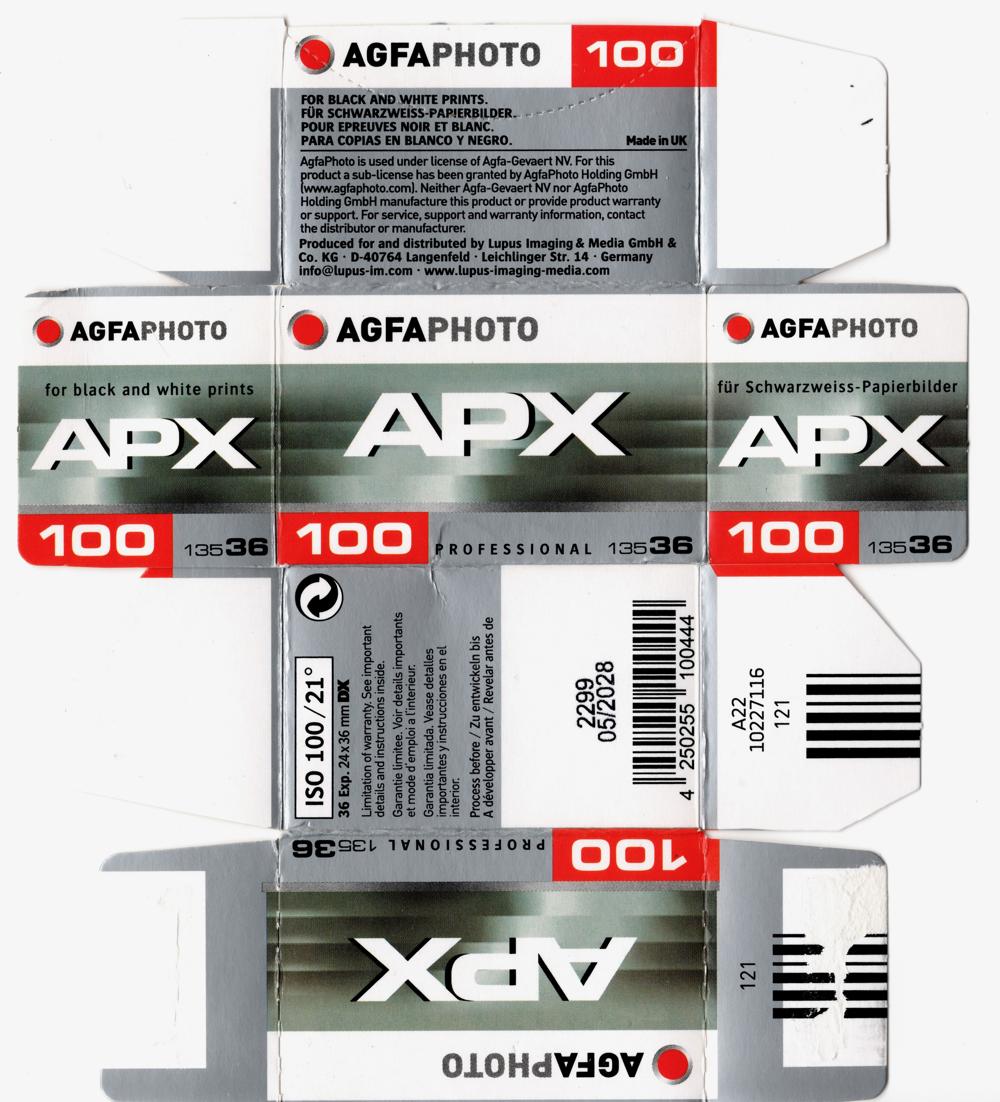 AGFAPHOTO 100
FOR BLACK AND WHITE PRINTS.
FÜR SCHWARZWEISS-PAPIERBILDER.
POUR EPREUVES NOIR ET BLANC.
PARA COPIAS EN BLANCO Y NEGRO. Made in UK
AgfaPhoto is used under license of Agfa-Gevaert NV. For this
product a sub-license has been granted by AgfaPhoto Holding GmbH
(www.agfaphoto.com). Neither Agfa-Gevaert NV nor AgfaPhoto
Holding GmbH manufacture this product or provide product warranty
or support. For service, support and warranty information, contact
the distributor or manufacturer.
Produced for and distributed by Lupus Imaging & Media GmbH &
Co. KG · D-40764 Langenfeld · Leichlinger Str. 14 · Germany
info@lupus-im.com · www.lupus-imaging-media.com
AGFAPHOTO
for black and white prints
APX
100 13536
AGFAPHOTO
APX
100 PROFESSIONAL 13536
AGFAPHOTO
für Schwarzweiss-Papierbilder
APX
100 13536
ISO 100/21°
36 Exp. 24x36 mm DX
Limitation of warranty. See important
details and instructions inside.
Garantie limitee. Voir details importants
et mode d'emploi a l'interieur.
Garantia limitada. Vease detalles
importantes y instrucciones en el
interior.
Process before / Zu entwickeln bis
A développer avant / Revelar antes de
2299
05/2028
4 250255 100444
A22
10227116
121
100 PROFESSIONAL 13536
APX
AGFAPHOTO
121